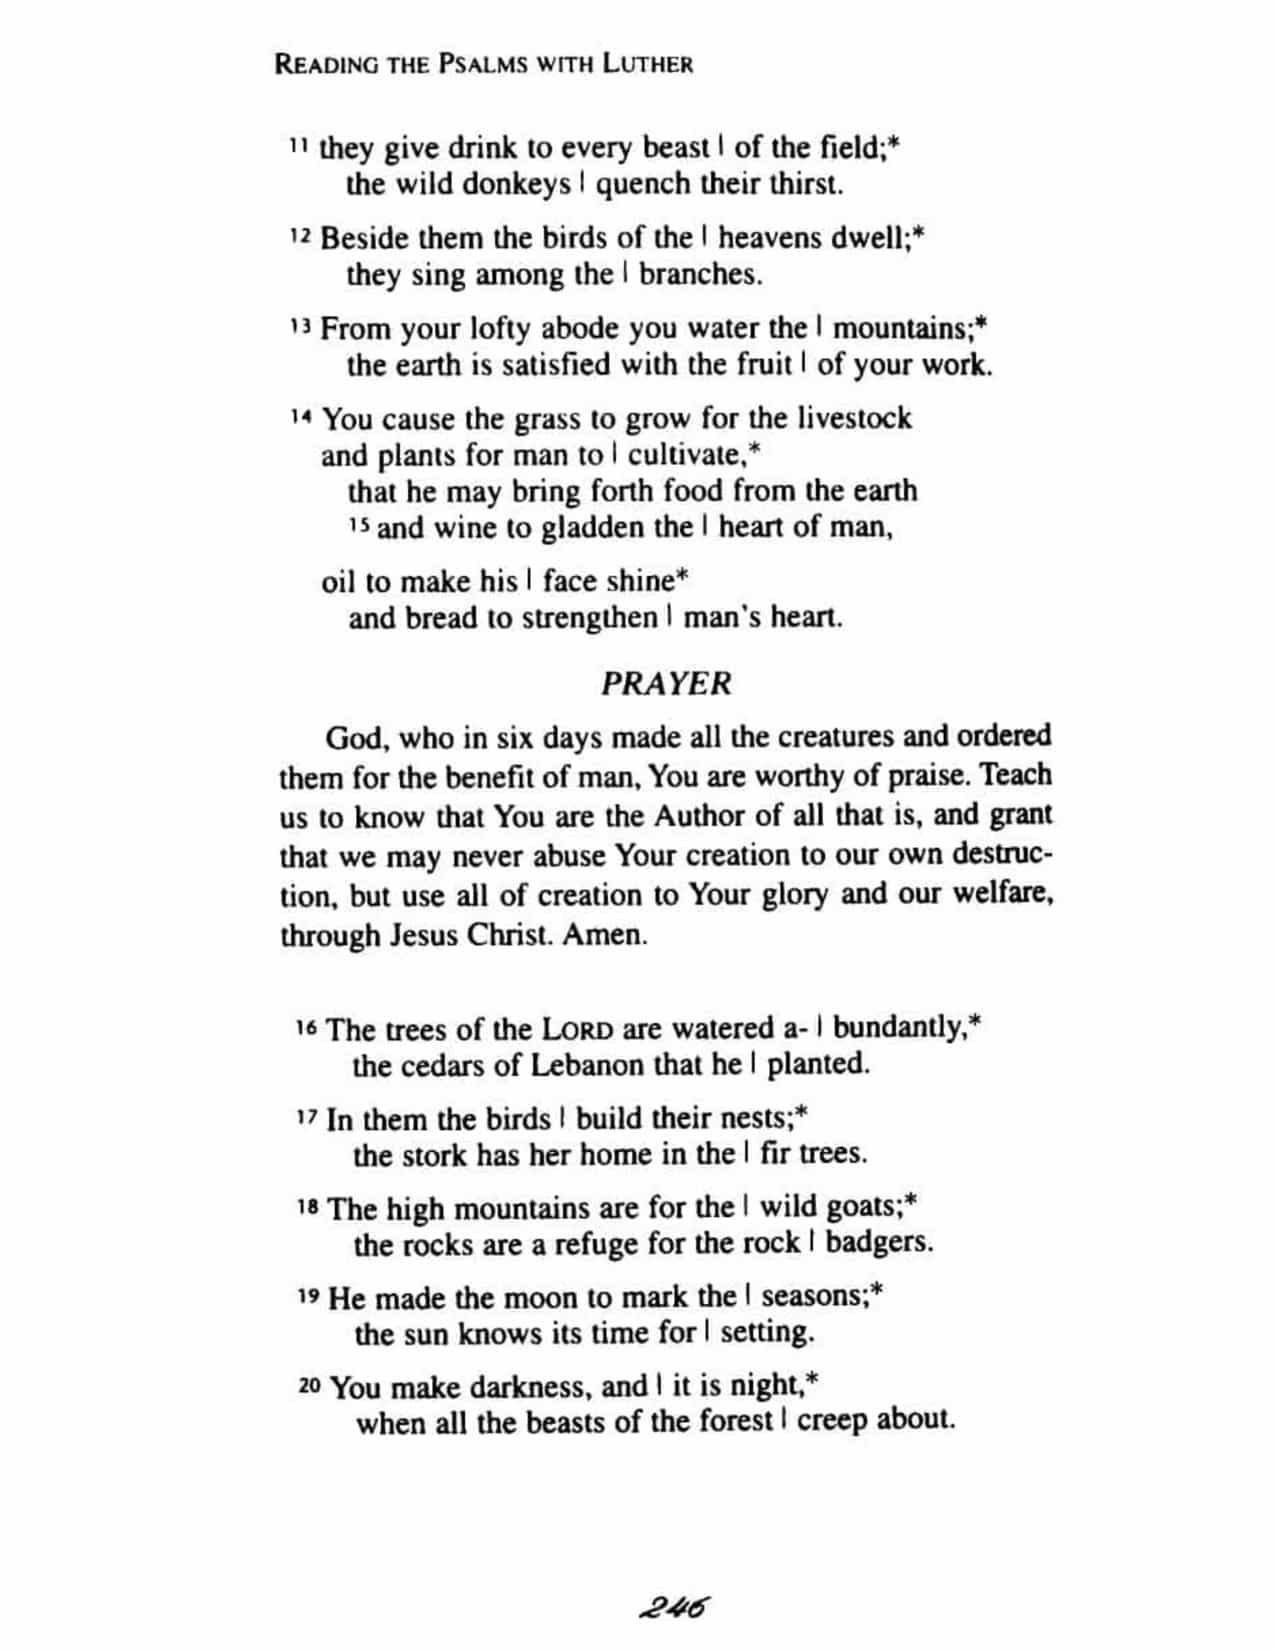 READING THE PSALMS WITH LUTHER
11 they give drink to every beast | of the field;*
the wild donkeys | quench their thirst.
12 Beside them the birds of the | heavens dwell;*
they sing among the | branches.
13 From your lofty abode you water the | mountains;*
the earth is satisfied with the fruit | of your work.
14 You cause the grass to grow for the livestock
and plants for man to | cultivate,*
that he may bring forth food from the earth
15 and wine to gladden the | heart of man,
oil to make his | face shine*
and bread to strengthen | man's heart.
PRAYER
God, who in six days made all the creatures and ordered
them for the benefit of man, You are worthy of praise. Teach
us to know that You are the Author of all that is, and grant
that we may never abuse Your creation to our own destruc-
tion, but use all of creation to Your glory and our welfare,
through Jesus Christ. Amen.
16 The trees of the LORD are watered a- | bundantly,*
the cedars of Lebanon that he | planted.
17 In them the birds | build their nests;*
the stork has her home in the | fir trees.
18 The high mountains are for the | wild goats;*
the rocks are a refuge for the rock | badgers.
19 He made the moon to mark the | seasons;*
the sun knows its time for | setting.
20 You make darkness, and | it is night,*
when all the beasts of the forest | creep about.
246